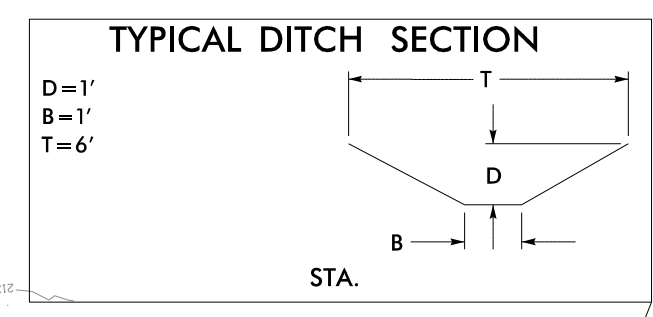 TYPICAL DITCH SECTION
D=1'
B=1'
T=6'
T
D
B
STA.